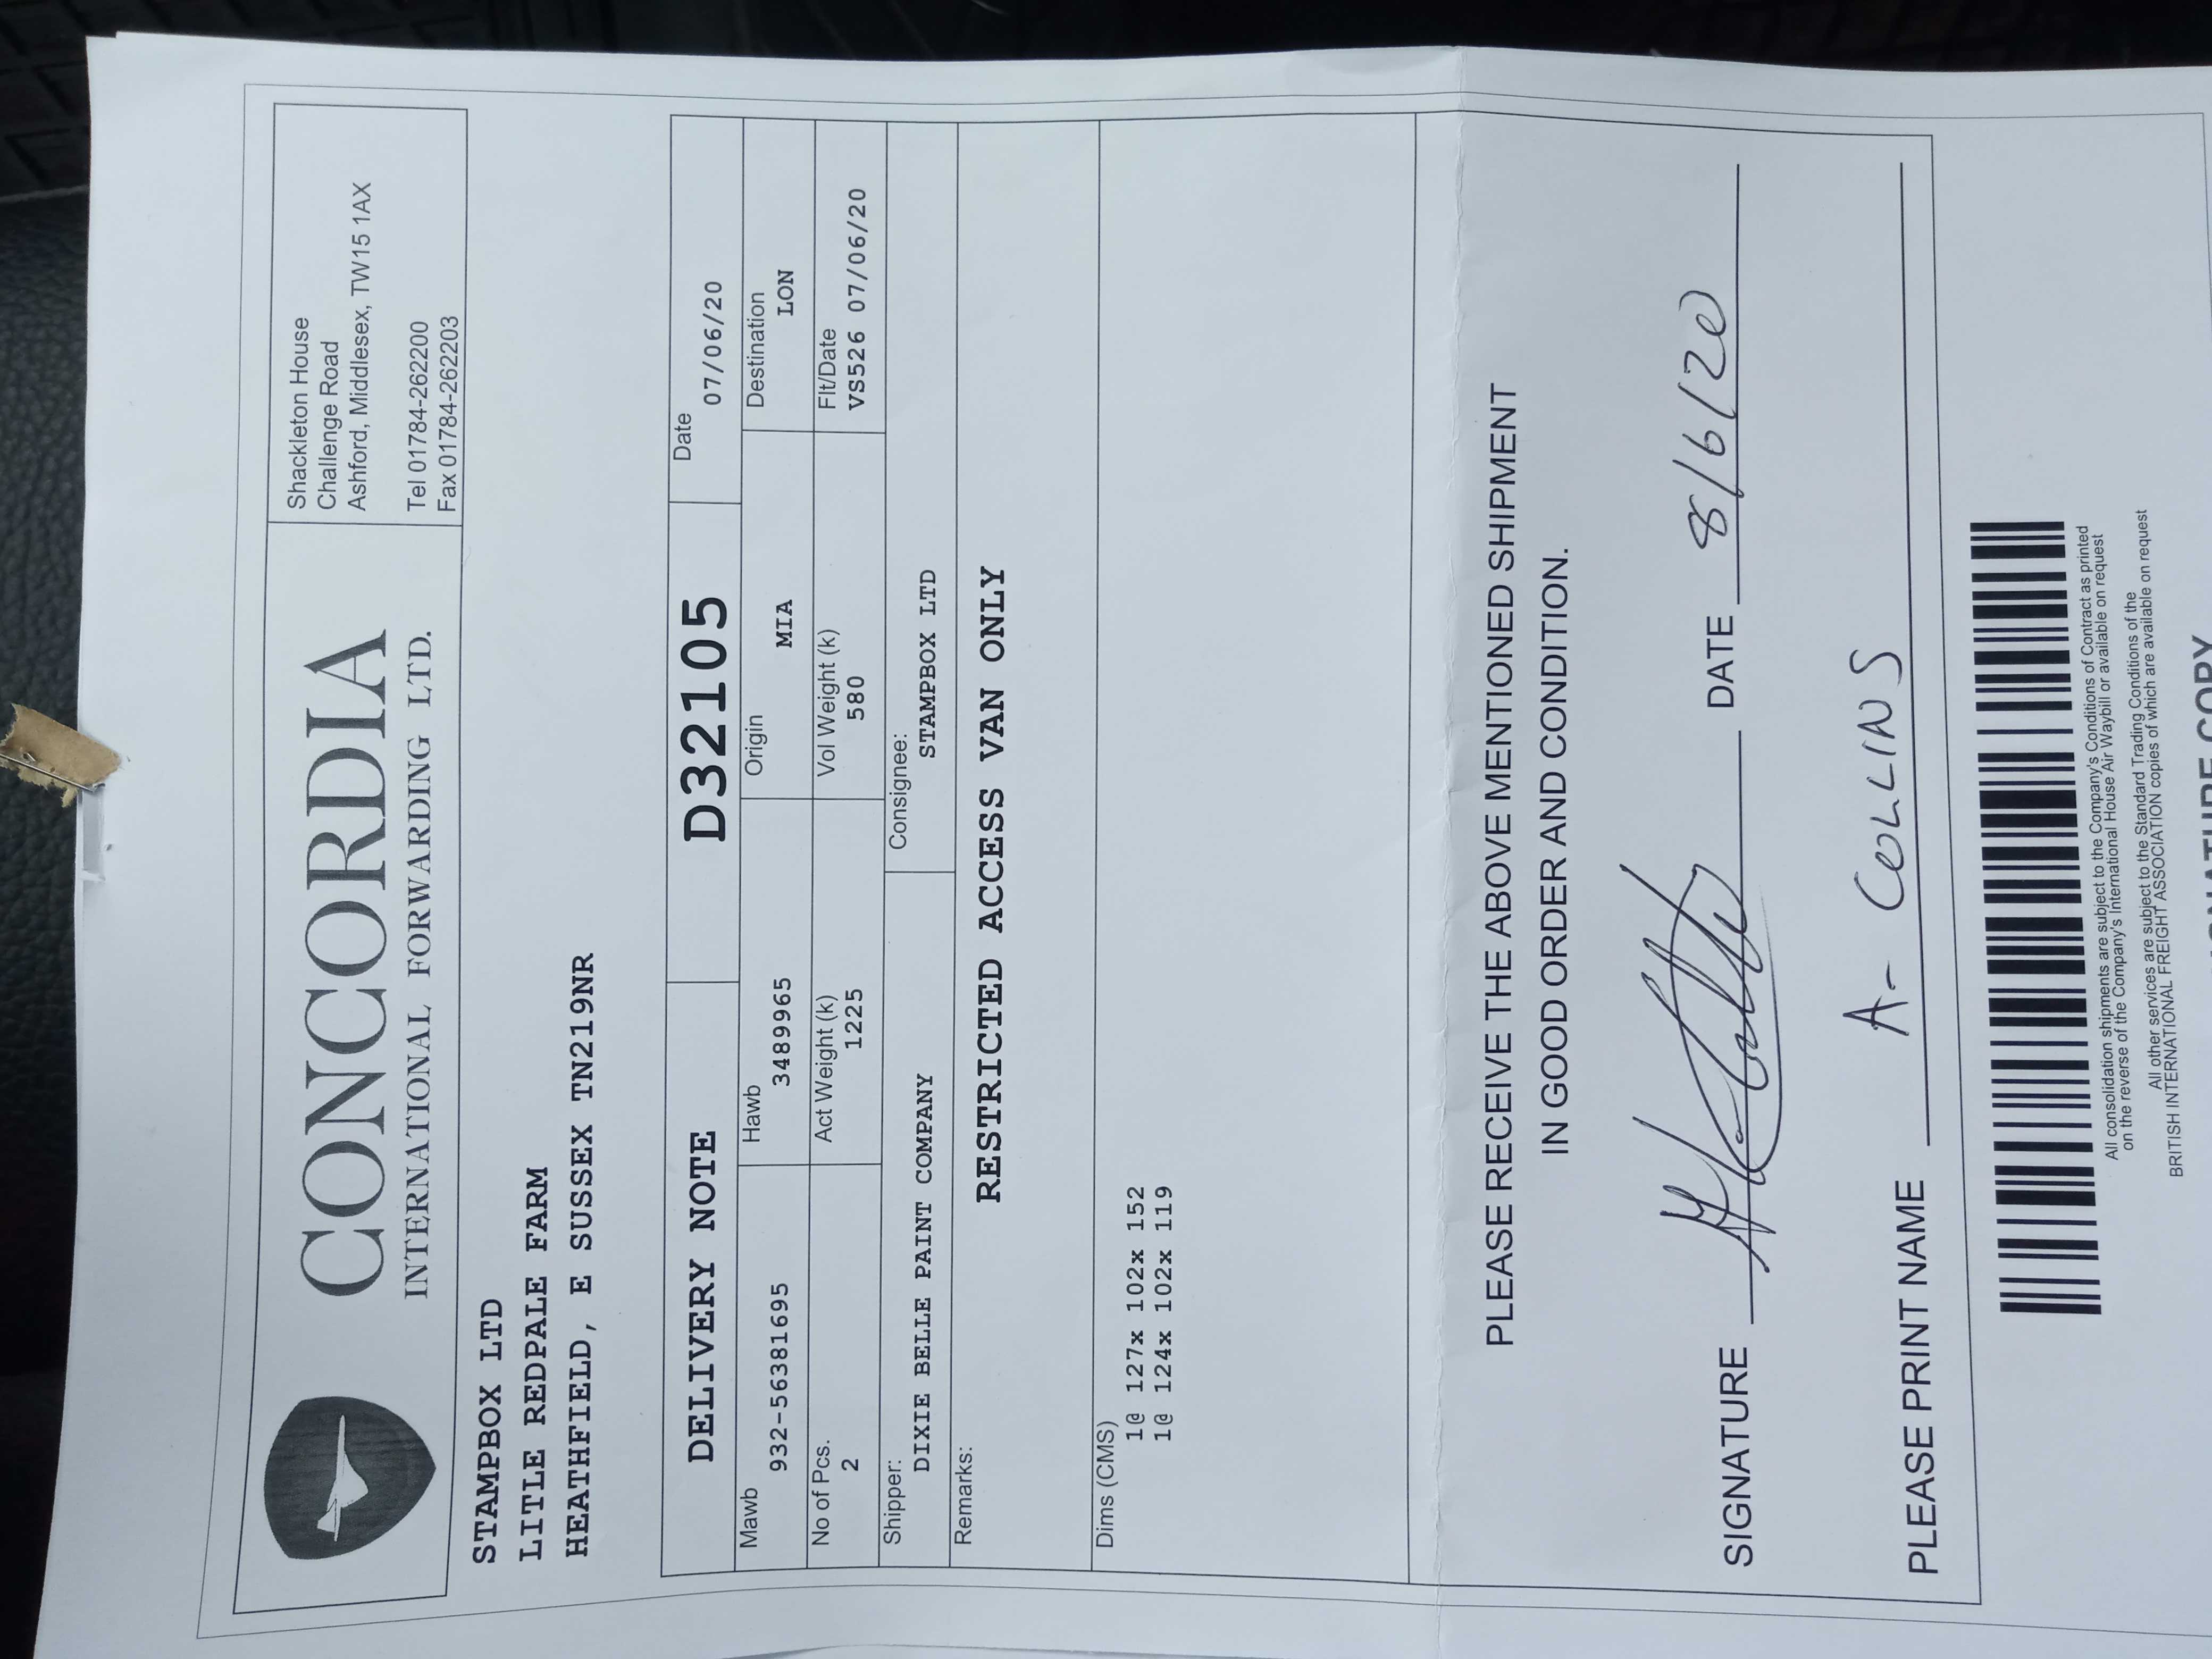 CONCORDIA
INTERNATIONAL FORWARDING LTD.
Shackleton House
Challenge Road
Ashford, Middlesex, TW15 1AX
Tel 01784-262200
Fax 01784-262203
STAMPBOX LTD
LITLE REDPALE FARM
HEATHFIELD, E SUSSEX TN219NR
DELIVERY NOTE D32105 Date 07/06/20
Mawb Hawb Origin Destination
932-56381695 3489965 MIA LON
No of Pcs. Act Weight (k) Vol Weight (k) Flt/Date
2 1225 580 VS526 07/06/20
Shipper: Consignee:
DIXIE BELLE PAINT COMPANY STAMPBOX LTD
Remarks:
RESTRICTED ACCESS VAN ONLY
Dims (CMS)
1@ 127x 102x 152
1@ 124x 102x 119
PLEASE RECEIVE THE ABOVE MENTIONED SHIPMENT
IN GOOD ORDER AND CONDITION.
SIGNATURE DATE 8/6/20
PLEASE PRINT NAME A- COLLINS
All consolidation shipments are subject to the Company's Conditions of Contract as printed
on the reverse of the Company's International House Air Waybill or available on request
All other services are subject to the Standard Trading Conditions of the
BRITISH INTERNATIONAL FREIGHT ASSOCIATION copies of which are available on request
COPY